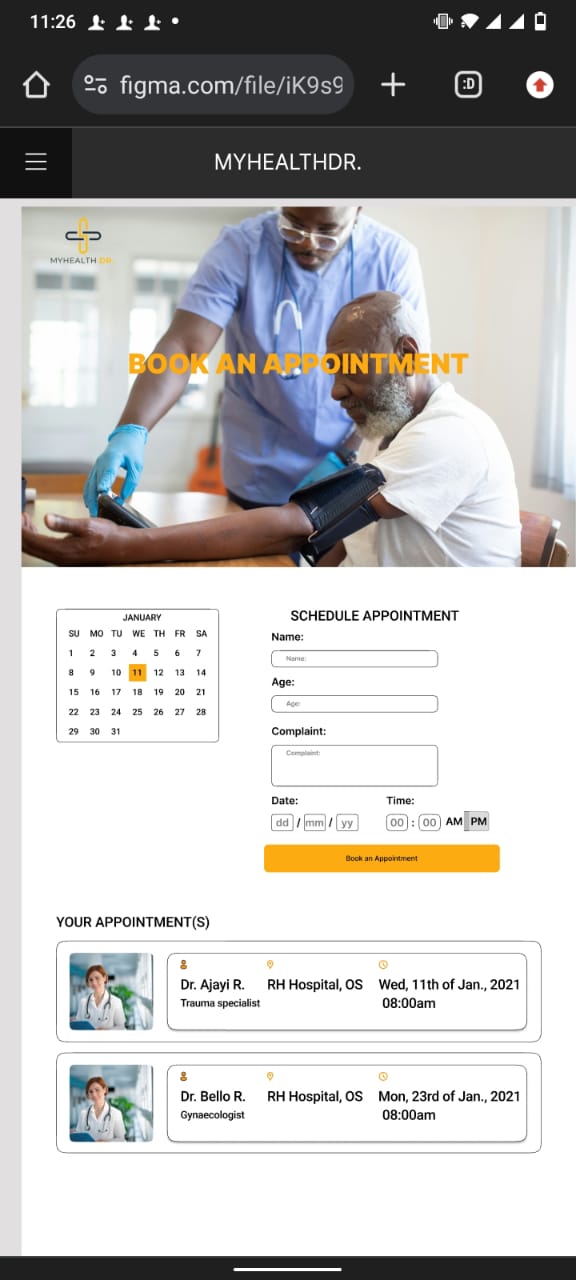 11:26
figma.com/file/iK9s9
:D
MYHEALTHDR.
MYHEALTH DR.
BOOK AN APPOINTMENT
JANUARY
SU MO TU WE TH FR SA
1 2 3 4 5 6 7
8 9 10 11 12 13 14
15 16 17 18 19 20 21
22 23 24 25 26 27 28
29 30 31
SCHEDULE APPOINTMENT
Name:
Name:
Age:
Age:
Complaint:
Complaint:
Date: Time:
dd / mm / yy 00 : 00 AM PM
Book an Appointment
YOUR APPOINTMENT(S)
Dr. Ajayi R. RH Hospital, OS Wed, 11th of Jan., 2021
Trauma specialist 08:00am
Dr. Bello R. RH Hospital, OS Mon, 23rd of Jan., 2021
Gynaecologist 08:00am